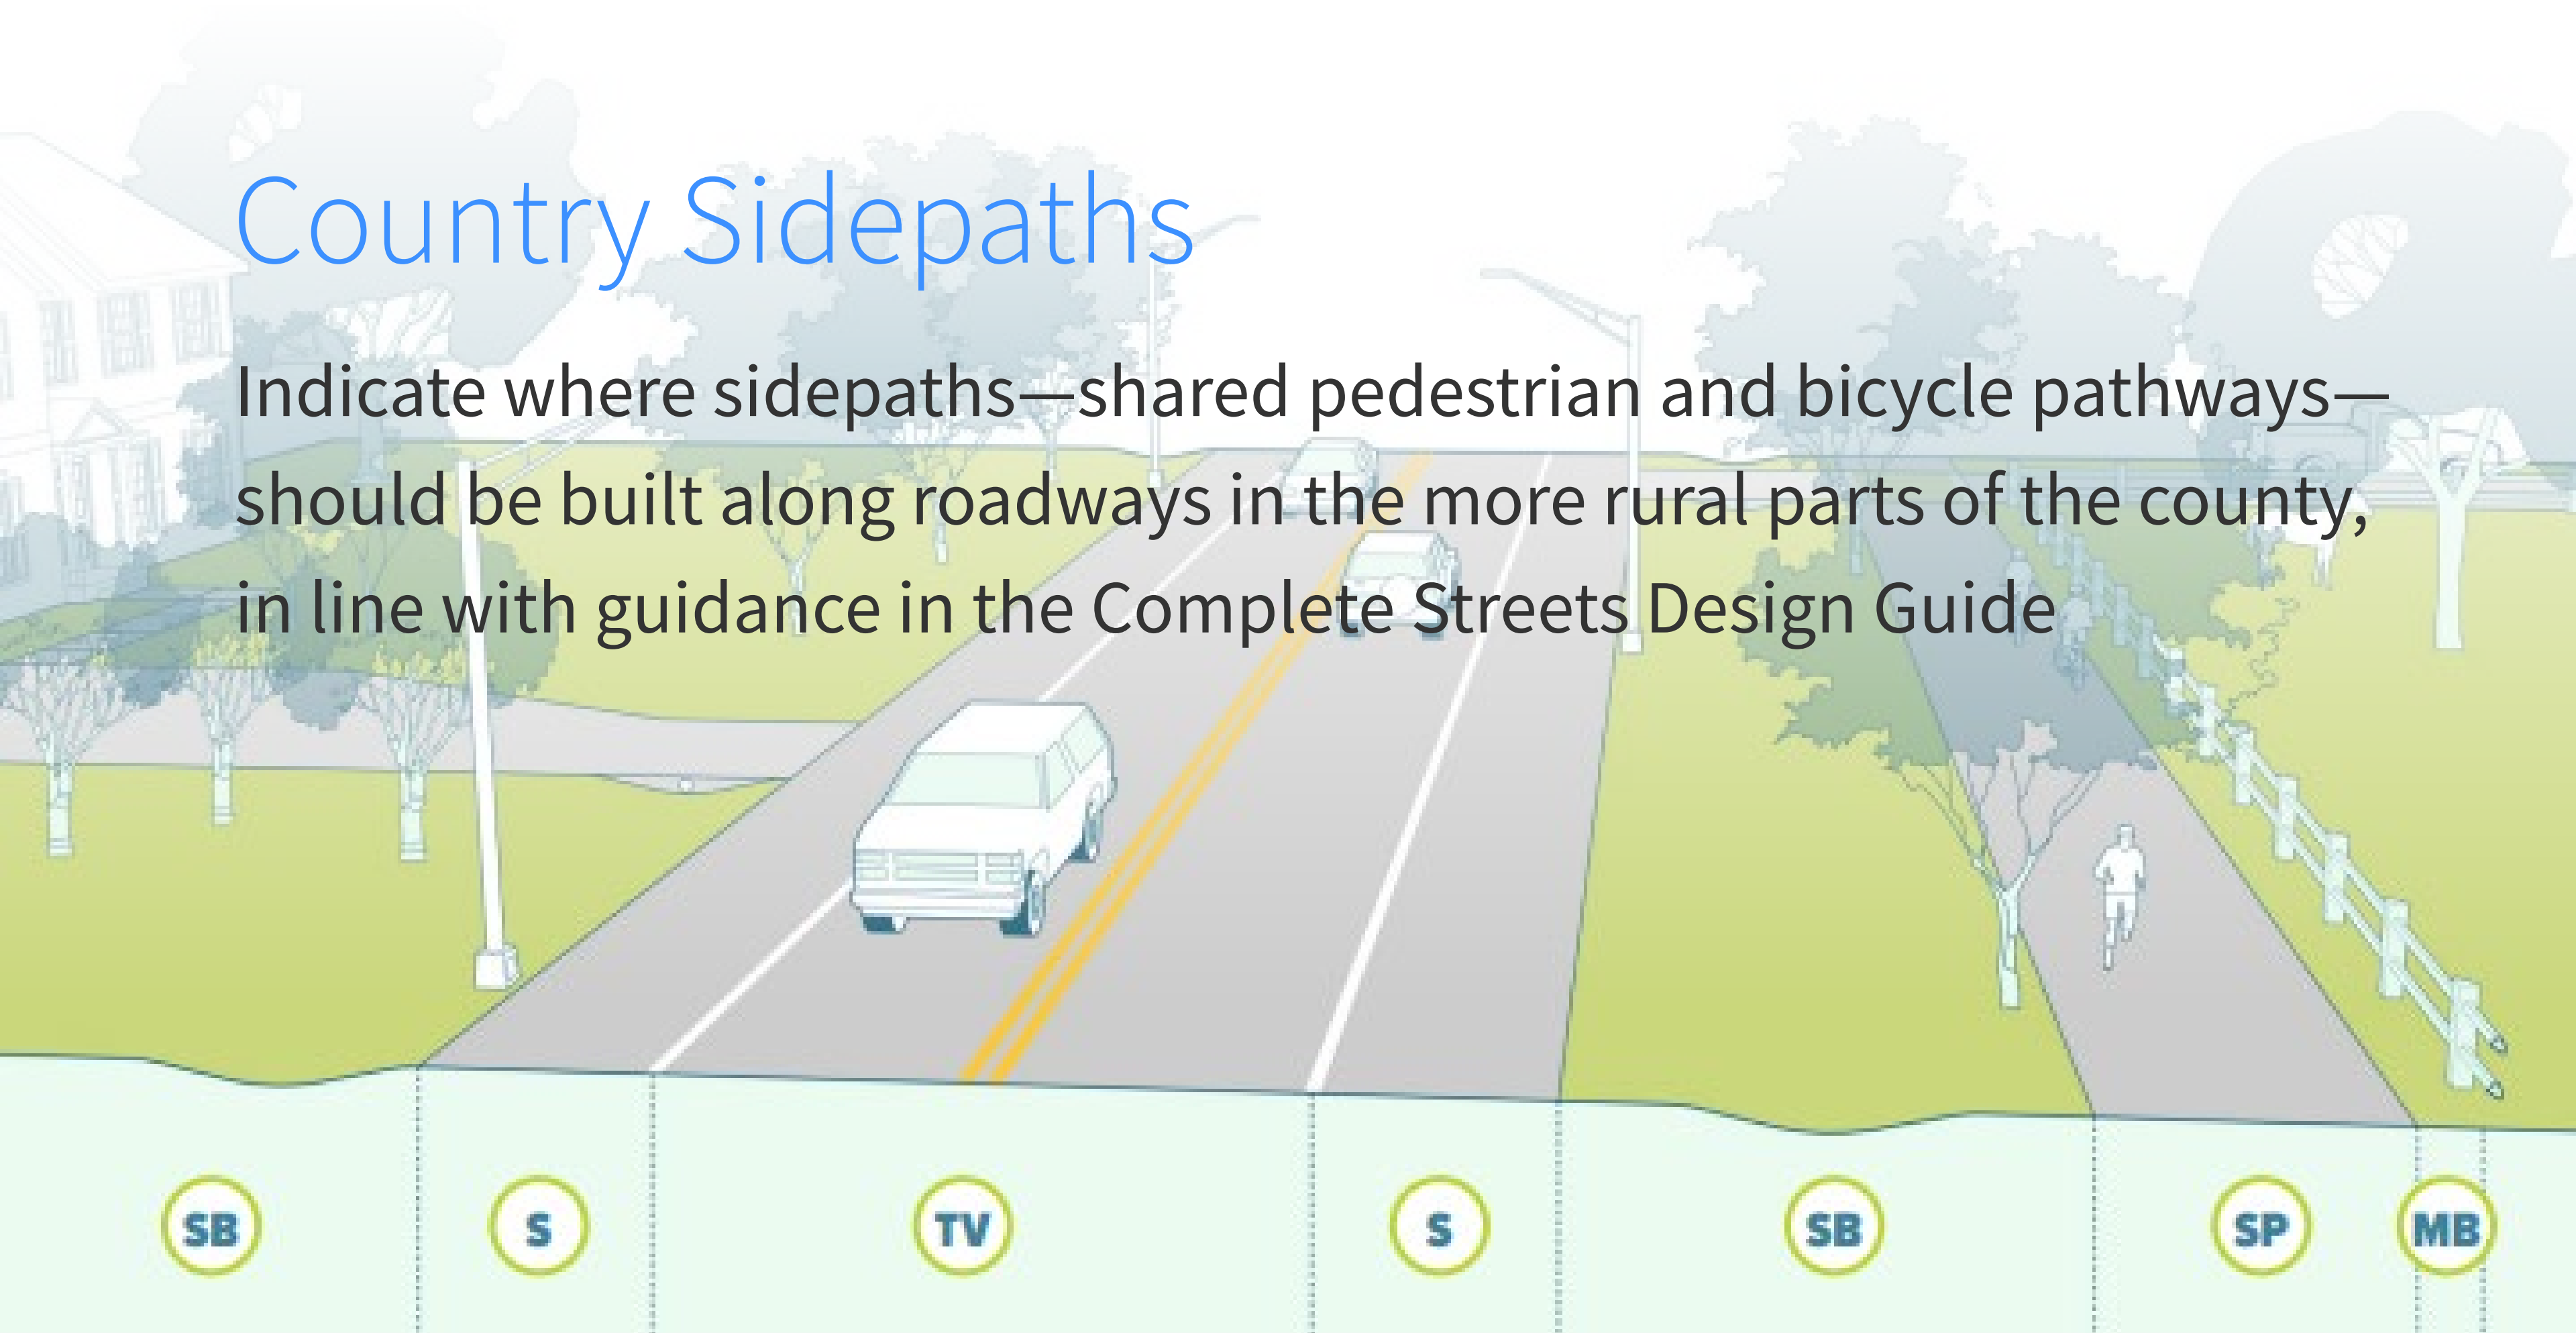 Country Sidepaths
Indicate where sidepaths—shared pedestrian and bicycle pathways—
should be built along roadways in the more rural parts of the county,
in line with guidance in the Complete Streets Design Guide
SB S TV S SB SP MB